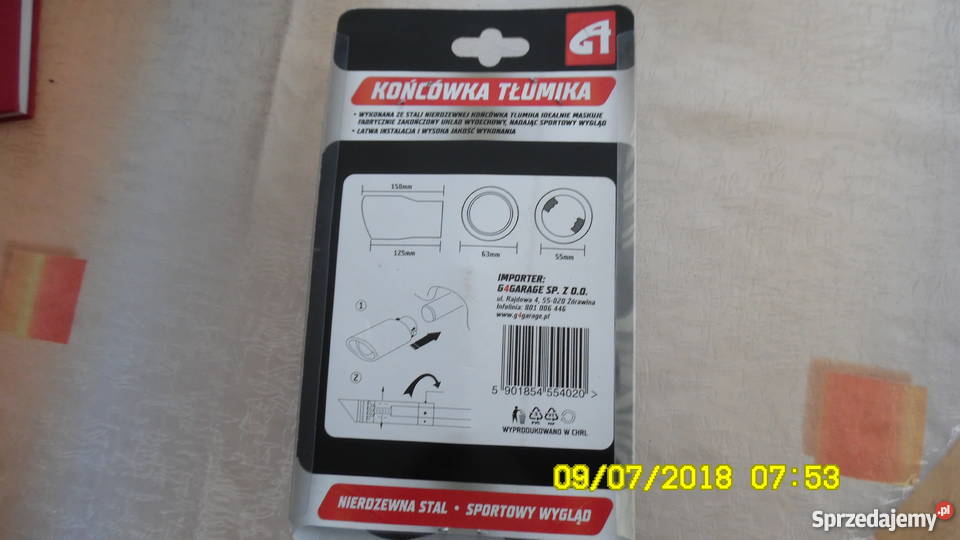 G4
KOŃCÓWKA TŁUMIKA
• WYKONANA ZE STALI NIERDZEWNEJ KOŃCÓWKA TŁUMIKA IDEALNIE MASKUJE
FABRYCZNIE ZAKOŃCZONY UKŁAD WYDECHOWY, NADAJĄC SPORTOWY WYGLĄD
• ŁATWA INSTALACJA I WYSOKA JAKOŚĆ WYKONANIA
150mm
125mm
63mm
55mm
IMPORTER:
G4GARAGE SP. Z O.O.
ul. Rajdowa 4, 55-020 Żórawina
Infolinia: 801 006 446
www.g4garage.pl
1
2
5 901854 554020 >
WYPRODUKOWANO W CHRL
NIERDZEWNA STAL • SPORTOWY WYGLĄD
09/07/2018 07:53
Sprzedajemy.pl